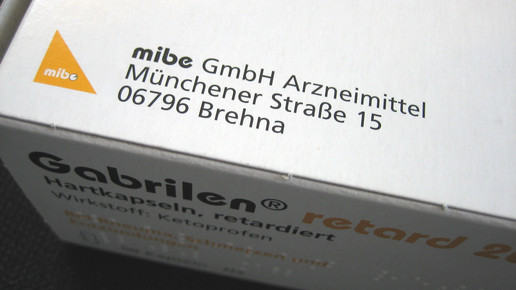 mibe
mibe GmbH Arzneimittel
Münchener Straße 15
06796 Brehna
Gabrilen® retard
Hartkapseln, retardiert
Wirkstoff: Ketoprofen